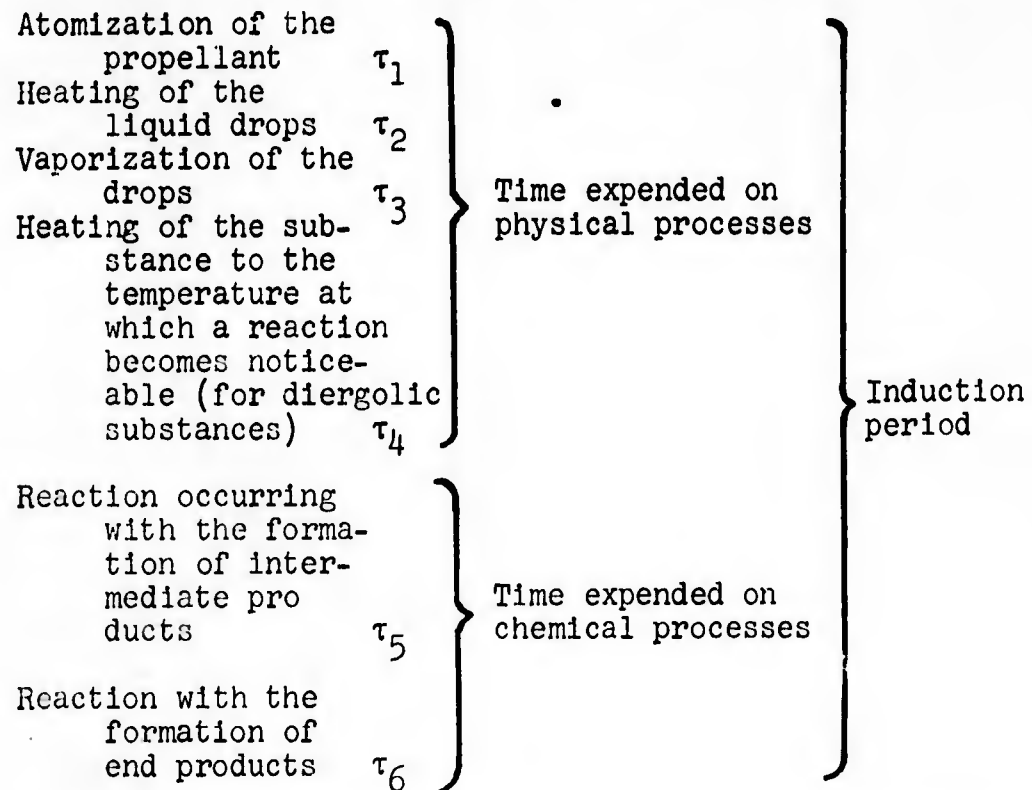 Atomization of the
propellant τ1
Heating of the
liquid drops τ2
Vaporization of the
drops τ3
Heating of the sub-
stance to the
temperature at
which a reaction
becomes notice-
able (for diergolic
substances) τ4
Time expended on
physical processes
Reaction occurring
with the forma-
tion of inter-
mediate pro
ducts τ5
Reaction with the
formation of
end products τ6
Time expended on
chemical processes
Induction
period